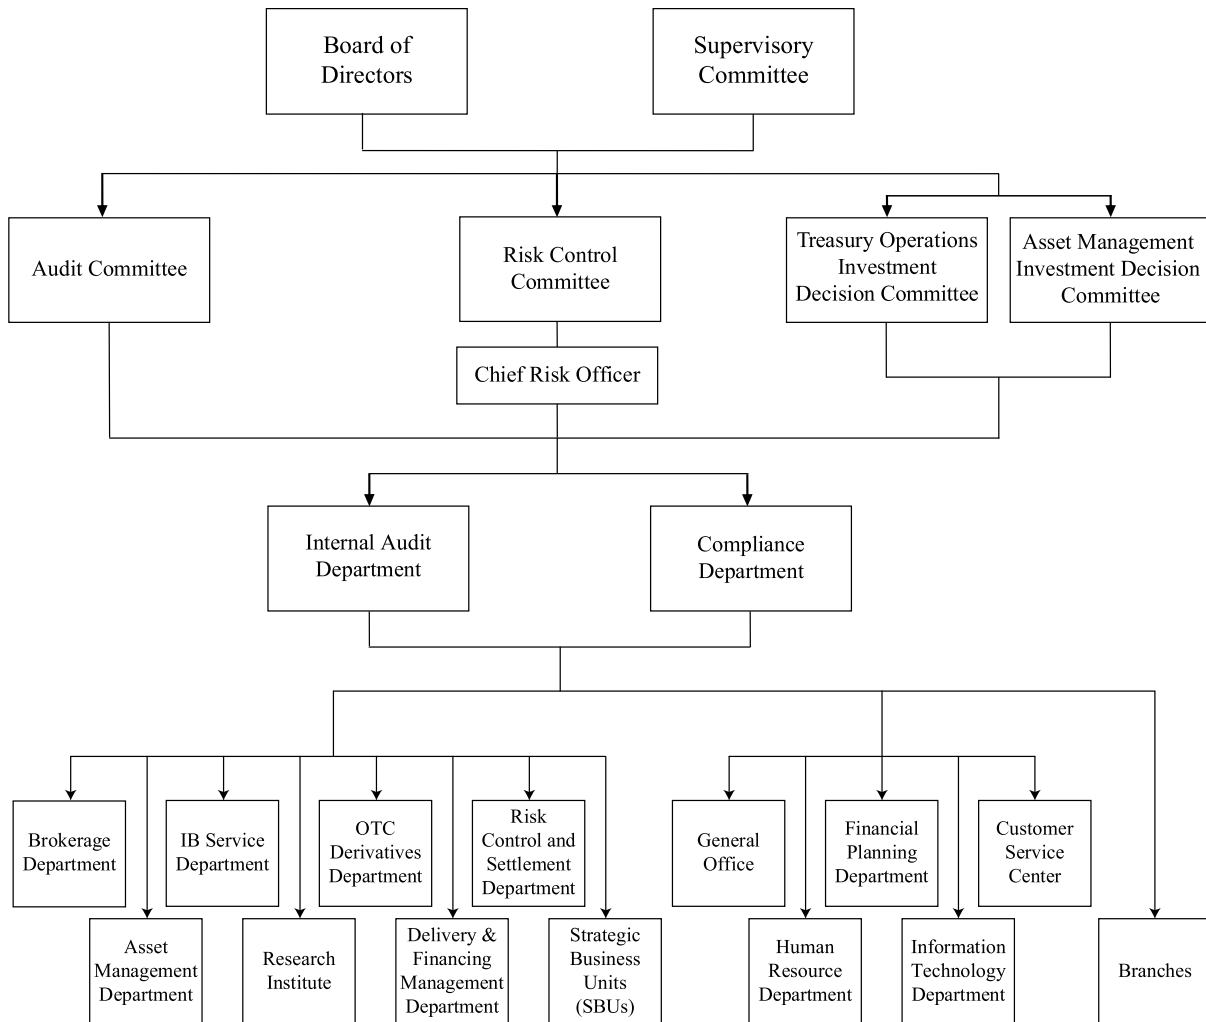 Board of
Directors
Supervisory
Committee
Audit Committee
Risk Control
Committee
Treasury Operations
Investment
Decision Committee
Asset Management
Investment Decision
Committee
Chief Risk Officer
Internal Audit
Department
Compliance
Department
Brokerage
Department
IB Service
Department
OTC
Derivatives
Department
Risk
Control and
Settlement
Department
General
Office
Financial
Planning
Department
Customer
Service
Center
Asset
Management
Department
Research
Institute
Delivery &
Financing
Management
Department
Strategic
Business
Units
(SBUs)
Human
Resource
Department
Information
Technology
Department
Branches